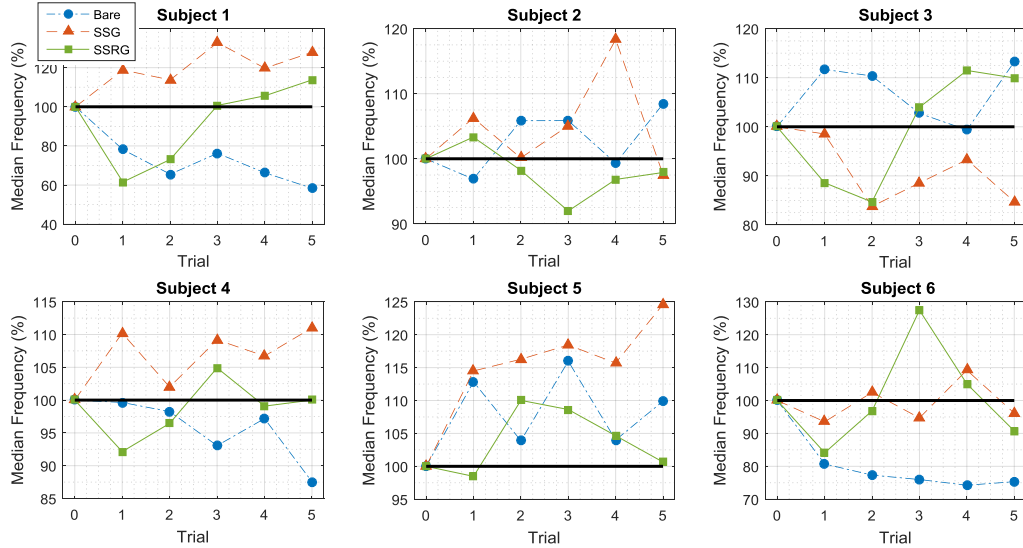 Subject 1
Bare
SSG
SSRG
Median Frequency (%)
120
100
80
60
40
0 1 2 3 4 5
Trial
Subject 2
Median Frequency (%)
120
110
100
90
0 1 2 3 4 5
Trial
Subject 3
Median Frequency (%)
120
110
100
90
80
0 1 2 3 4 5
Trial
Subject 4
Median Frequency (%)
115
110
105
100
95
90
85
0 1 2 3 4 5
Trial
Subject 5
Median Frequency (%)
125
120
115
110
105
100
95
0 1 2 3 4 5
Trial
Subject 6
Median Frequency (%)
130
120
110
100
90
80
70
0 1 2 3 4 5
Trial